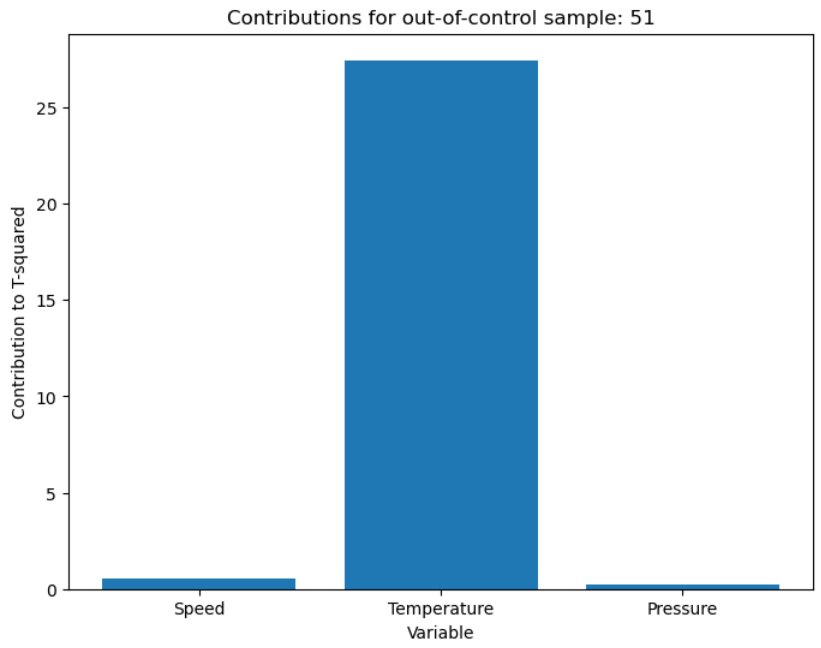 Contributions for out-of-control sample: 51
Contribution to T-squared
25
20
15
10
5
0
Speed
Temperature
Pressure
Variable